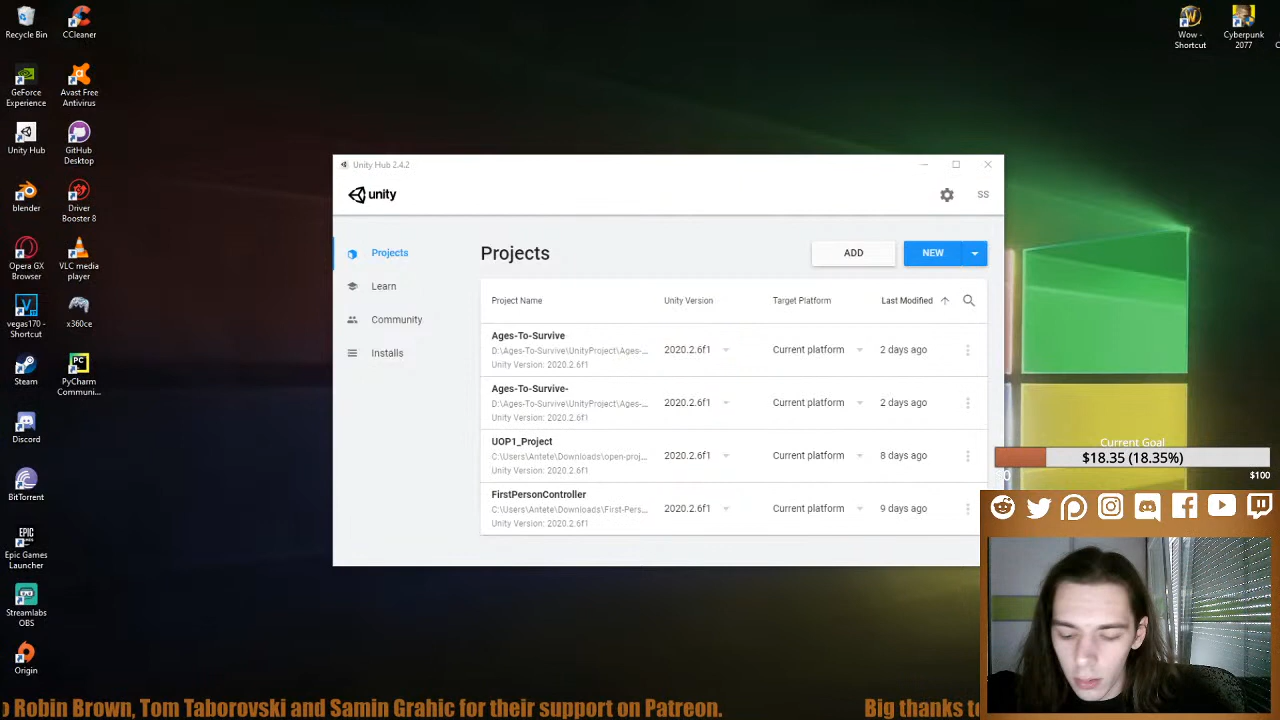 Recycle Bin
CCleaner
GeForce Experience
Avast Free Antivirus
Unity Hub
GitHub Desktop
blender
Driver Booster 8
Opera GX Browser
VLC media player
vegas170 - Shortcut
x360ce
Steam
PyCharm Communi...
Discord
BitTorrent
Epic Games Launcher
Streamlabs OBS
Origin
Wow - Shortcut
Cyberpunk 2077
Unity Hub 2.4.2
unity
SS
Projects
Learn
Community
Installs
Projects
ADD
NEW
Project Name Unity Version Target Platform Last Modified
Ages-To-Survive
D:\Ages-To-Survive\UnityProject\Ages-...
Unity Version: 2020.2.6f1
2020.2.6f1 Current platform 2 days ago
Ages-To-Survive-
D:\Ages-To-Survive\UnityProject\Ages-...
Unity Version: 2020.2.6f1
2020.2.6f1 Current platform 2 days ago
UOP1_Project
C:\Users\Antete\Downloads\open-proj...
Unity Version: 2020.2.6f1
2020.2.6f1 Current platform 8 days ago
FirstPersonController
C:\Users\Antete\Downloads\First-Pers...
Unity Version: 2020.2.6f1
2020.2.6f1 Current platform 9 days ago
Current Goal
$18.35 (18.35%)
$100
o Robin Brown, Tom Taborovski and Samin Grahic for their support on Patreon.
Big thanks to